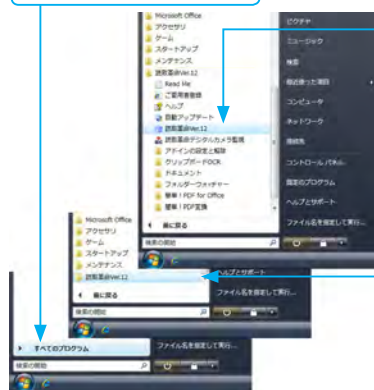 Microsoft Office
アクセサリ
ゲーム
スタートアップ
メンテナンス
読取革命Ver.12
Read Me
ご愛用者登録
ヘルプ
自動アップデート
読取革命Ver.12
読取革命デジタルカメラ監視
アドインの設定と解除
クリップボードOCR
ドキュメント
フォルダーウォッチャー
簡単!PDF for Office
簡単!PDF変換
前に戻る
検索の開始
ピクチャ
ミュージック
検索
最近使った項目
コンピュータ
ネットワーク
接続先
コントロール パネル
既定のプログラム
ヘルプとサポート
ファイル名を指定して実行...
Microsoft Office
アクセサリ
ゲーム
スタートアップ
メンテナンス
読取革命Ver.12
前に戻る
検索の開始
ヘルプとサポート
ファイル名を指定して実行...
すべてのプログラム
検索の開始
ファイル名を指定して実行...